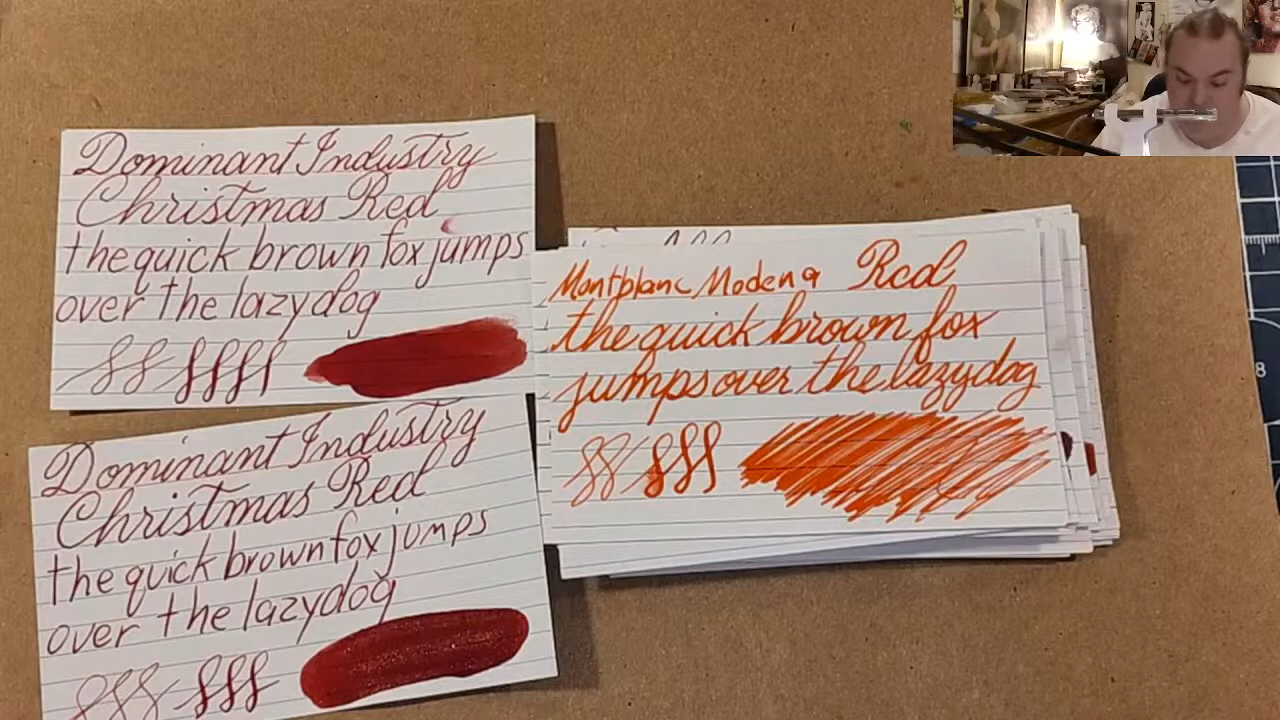 Dominant Industry
Christmas Red
the quick brown fox jumps
over the lazy dog
Dominant Industry
Christmas Red
the quick brown fox jumps
over the lazy dog
Montblanc Modena Red
the quick brown fox
jumps over the lazy dog
8